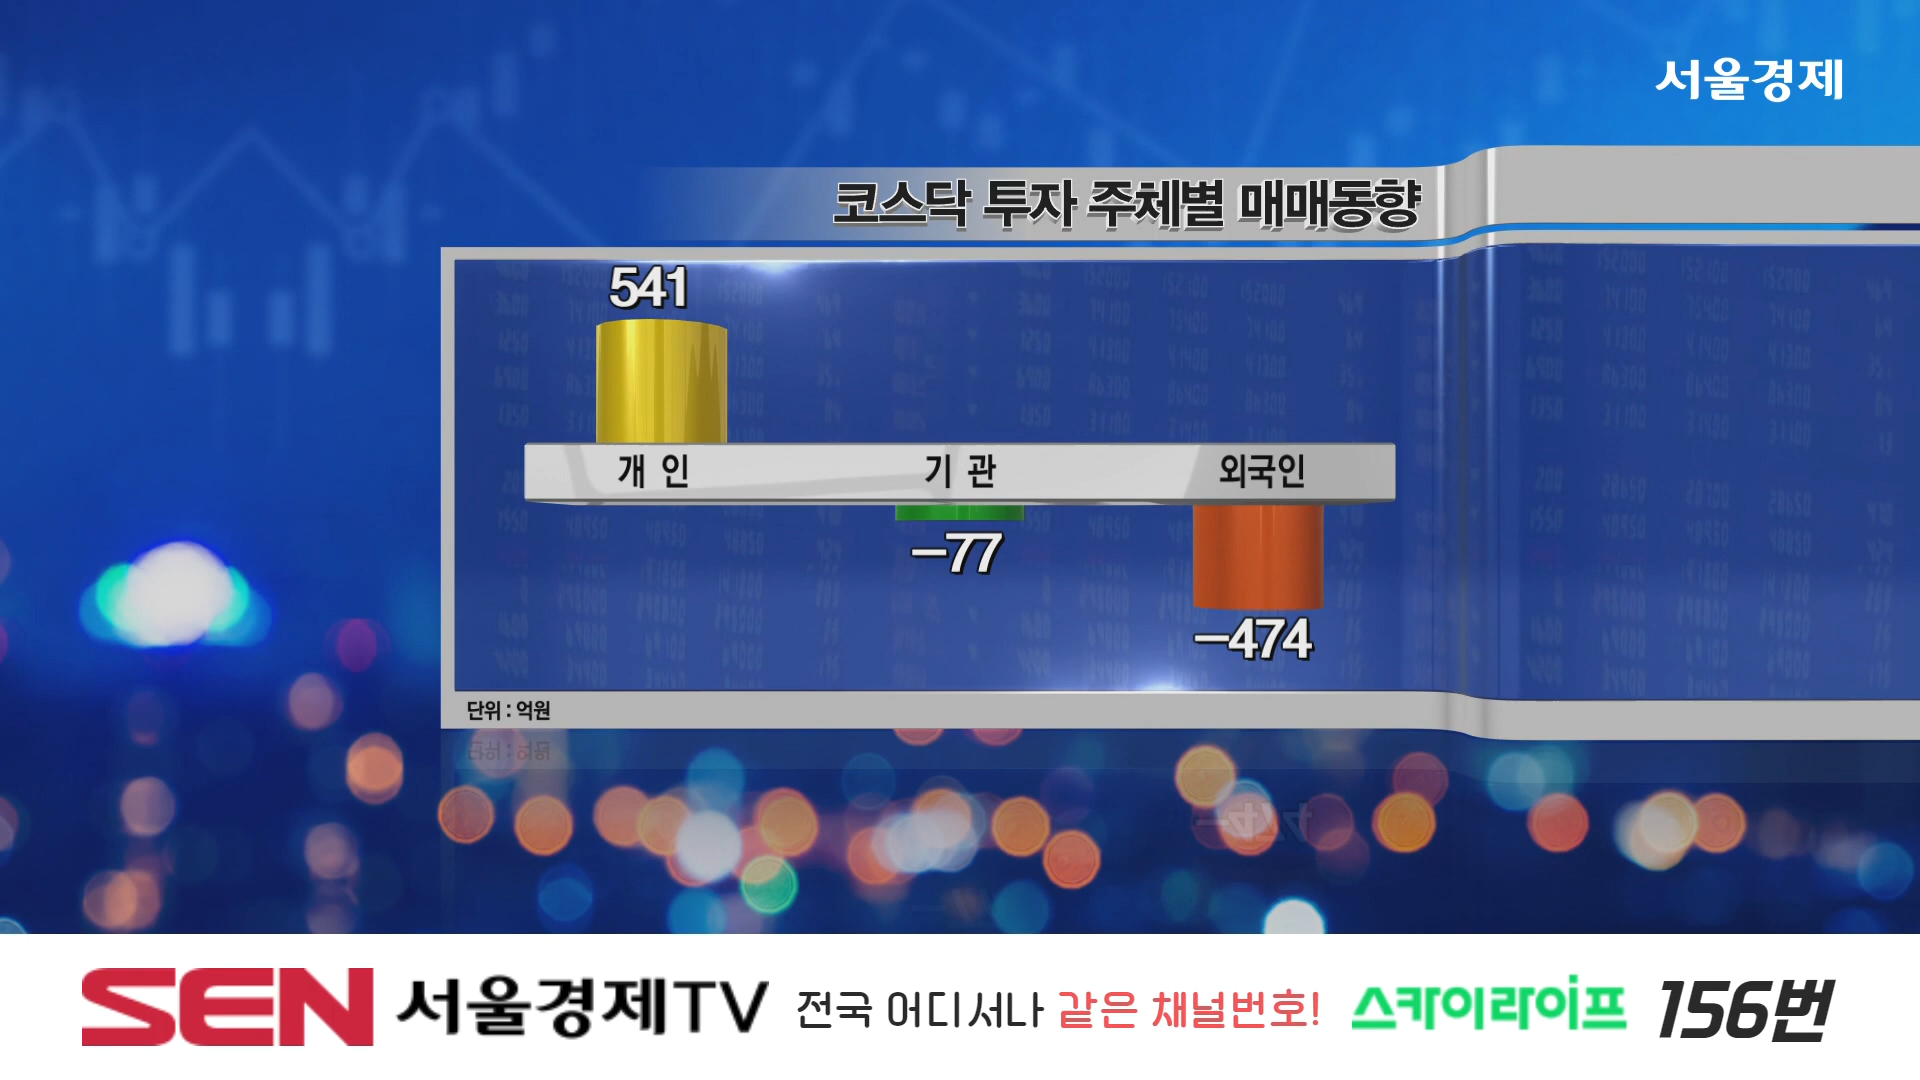 서울경제
코스닥 투자 주체별 매매동향
541
개 인
기 관
외국인
-77
-474
단위 : 억원
SEN 서울경제TV 전국 어디서나 같은 채널번호! 스카이라이프 156번